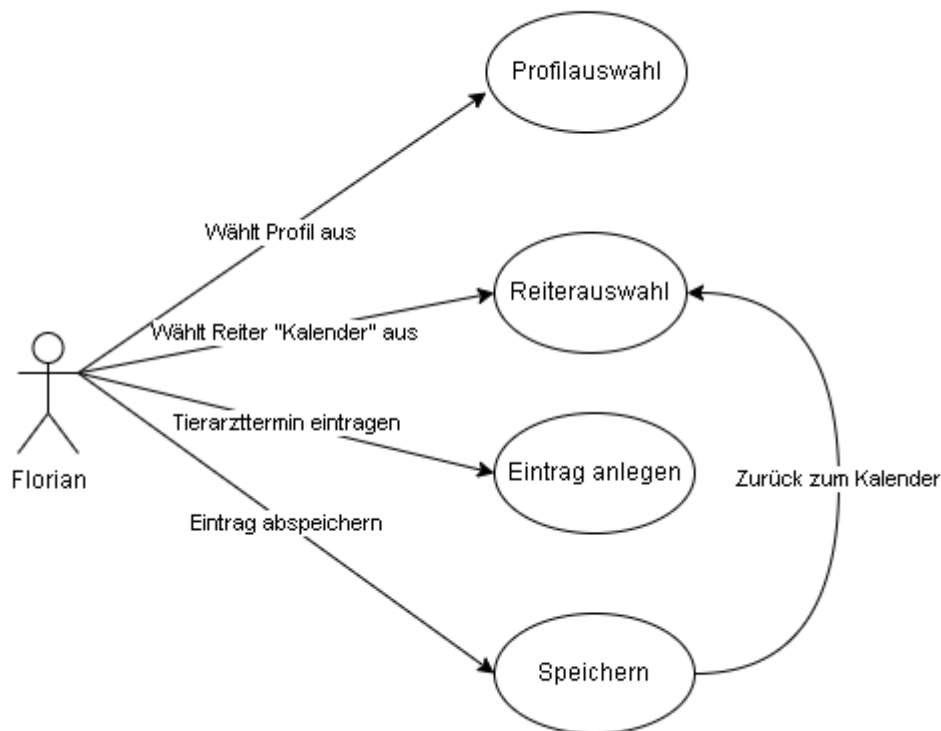 Profilauswahl
Wählt Profil aus
Reiterauswahl
Wählt Reiter "Kalender" aus
Tierarzttermin eintragen
Florian
Eintrag anlegen
Zurück zum Kalender
Eintrag abspeichern
Speichern